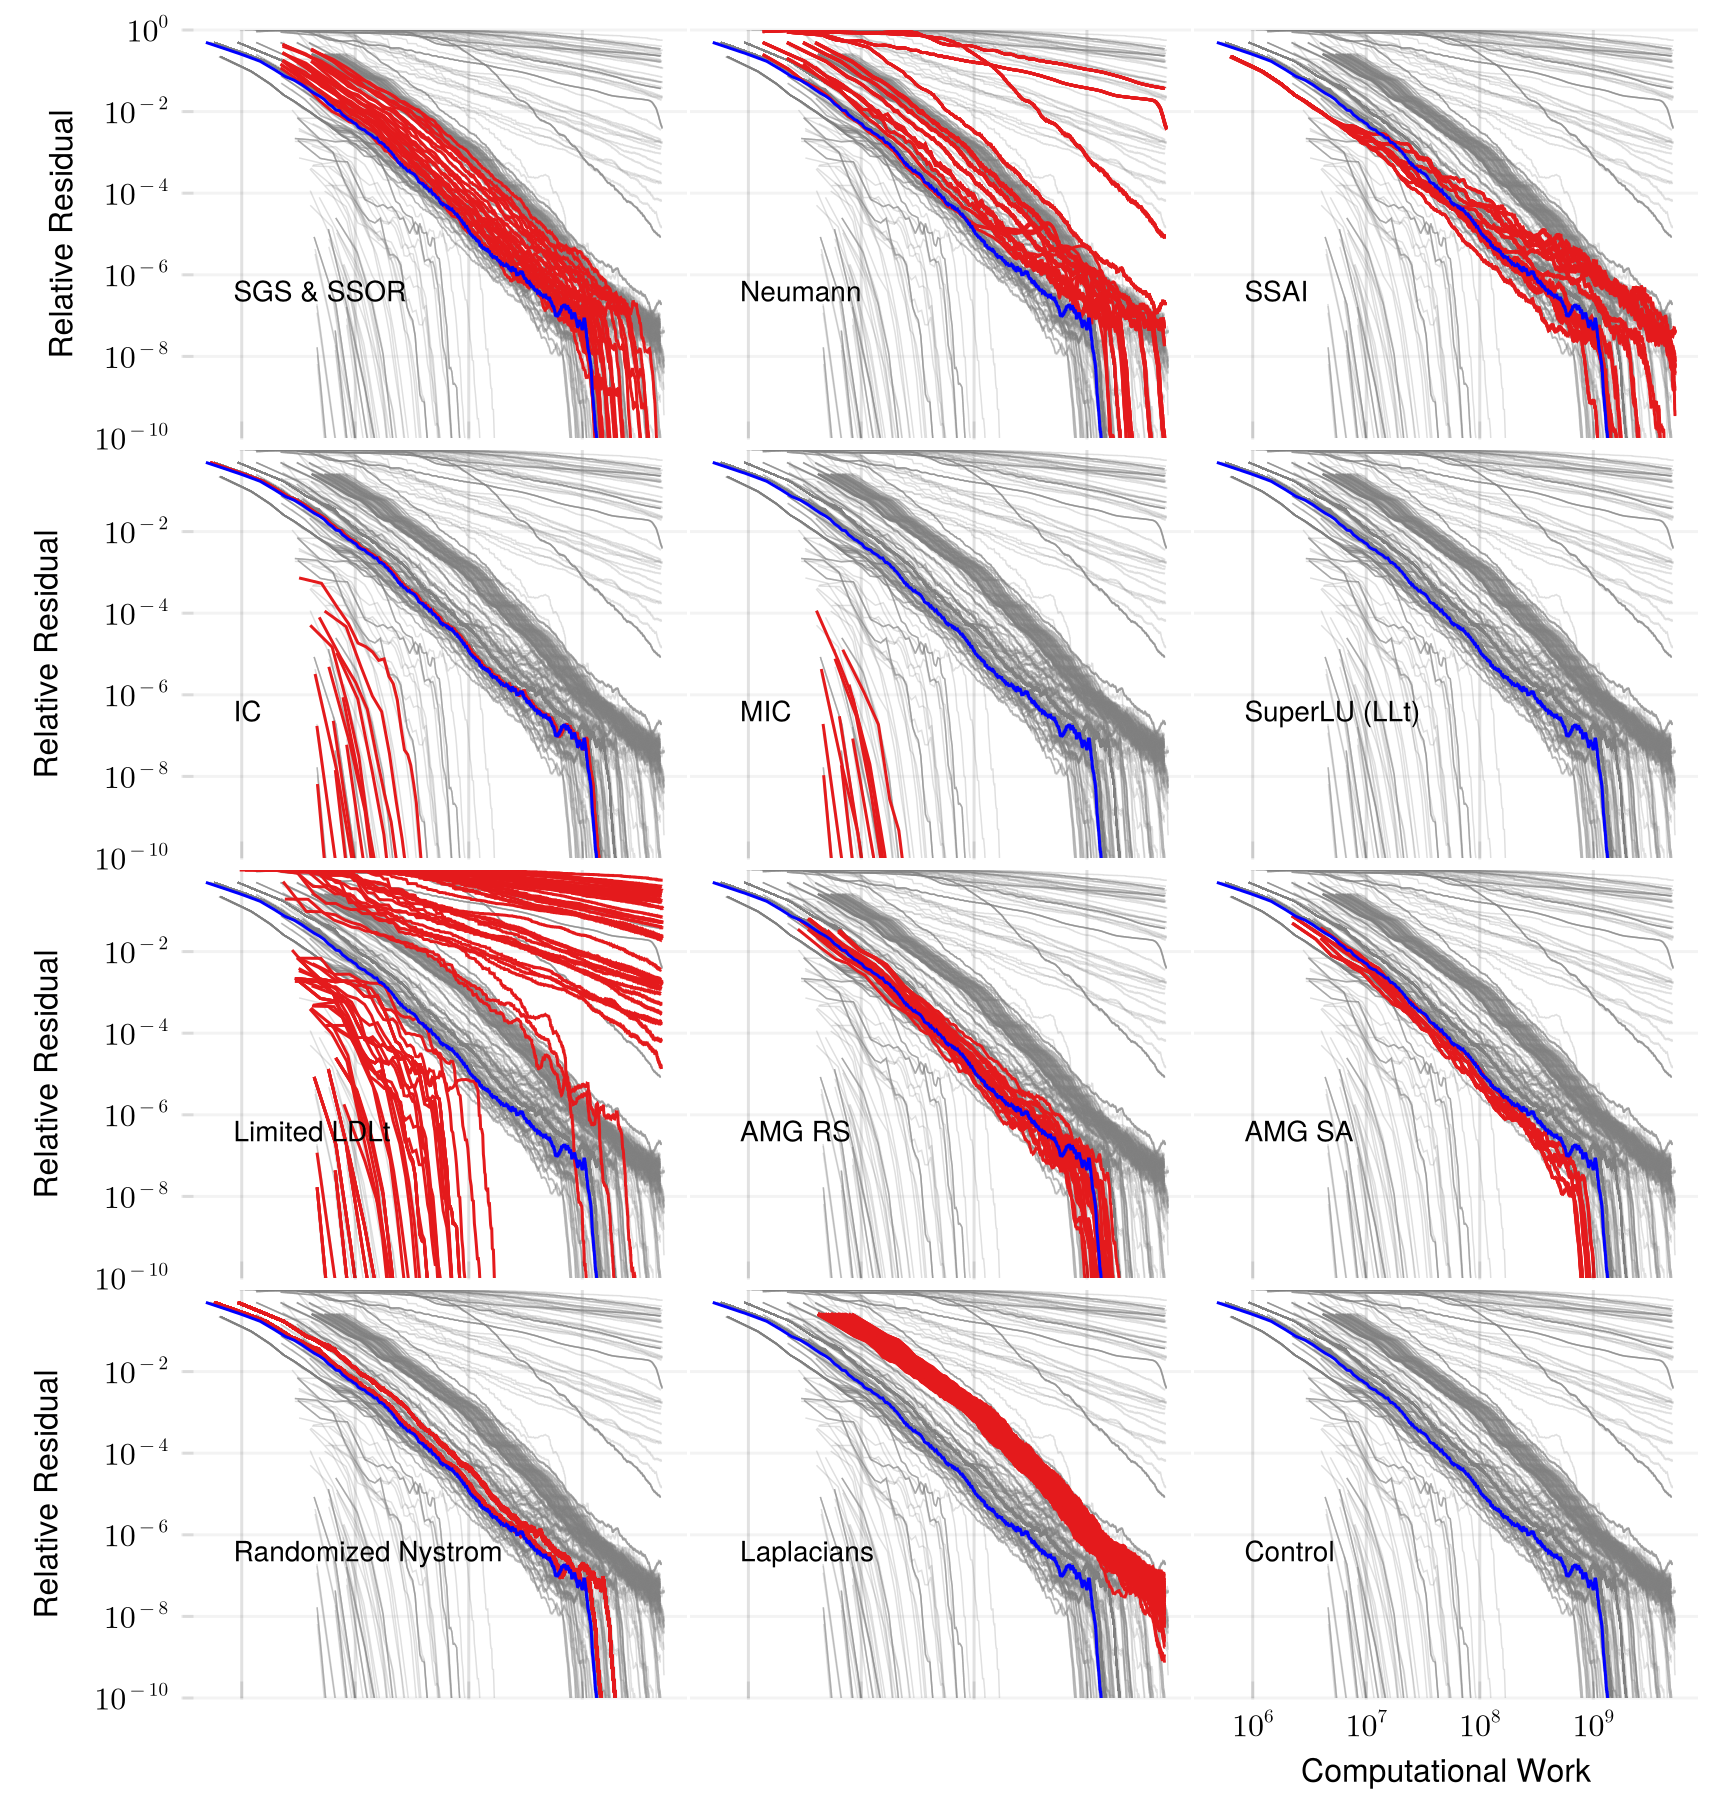 10^0
10^-2
10^-4
10^-6
10^-8
10^-10
Relative Residual
SGS & SSOR
Neumann
SSAI
10^-2
10^-4
10^-6
10^-8
10^-10
Relative Residual
IC
MIC
SuperLU (LLt)
10^-2
10^-4
10^-6
10^-8
10^-10
Relative Residual
Limited LDLt
AMG RS
AMG SA
10^-2
10^-4
10^-6
10^-8
10^-10
Relative Residual
Randomized Nystrom
Laplacians
Control
10^6 10^7 10^8 10^9
Computational Work